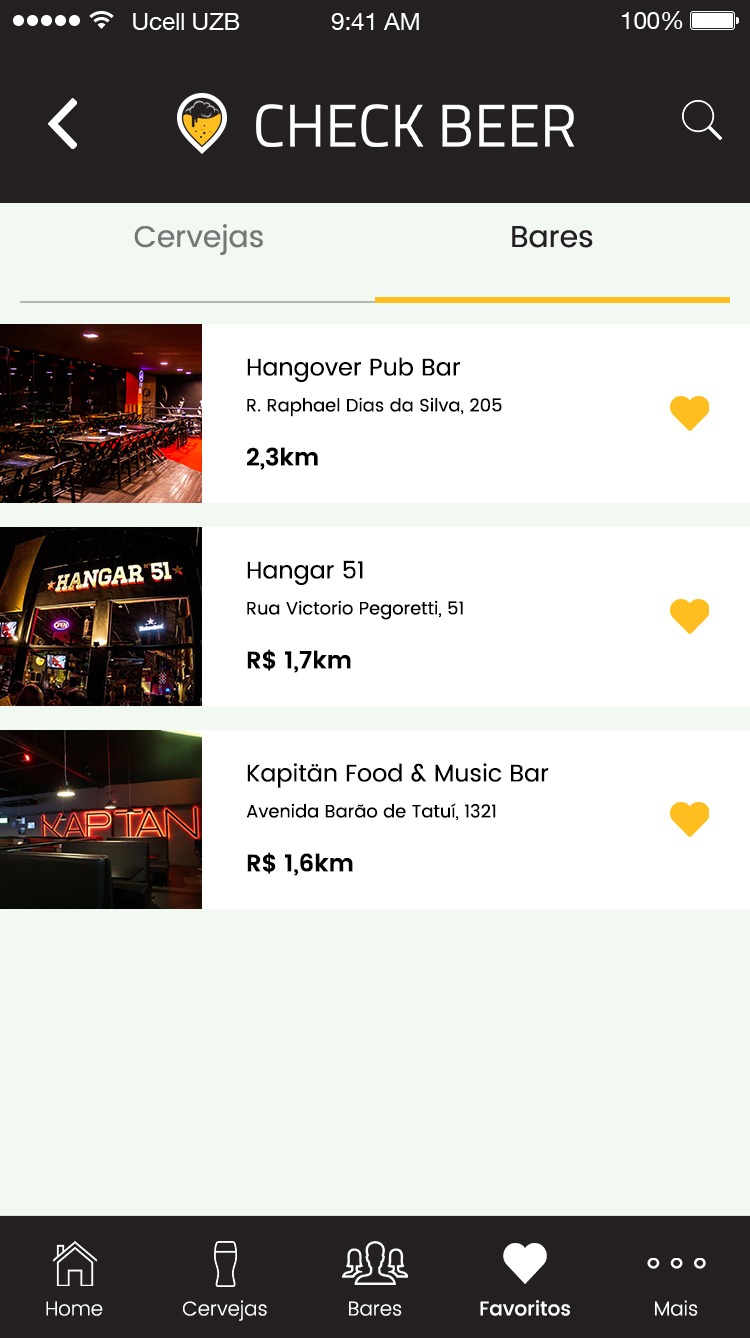 Ucell UZB 9:41 AM 100%
CHECK BEER
Cervejas Bares
Hangover Pub Bar
R. Raphael Dias da Silva, 205
2,3km
HANGAR 51
Hangar 51
Rua Victorio Pegoretti, 51
R$ 1,7km
KAPTAN
Kapitän Food & Music Bar
Avenida Barão de Tatuí, 1321
R$ 1,6km
Home Cervejas Bares Favoritos Mais